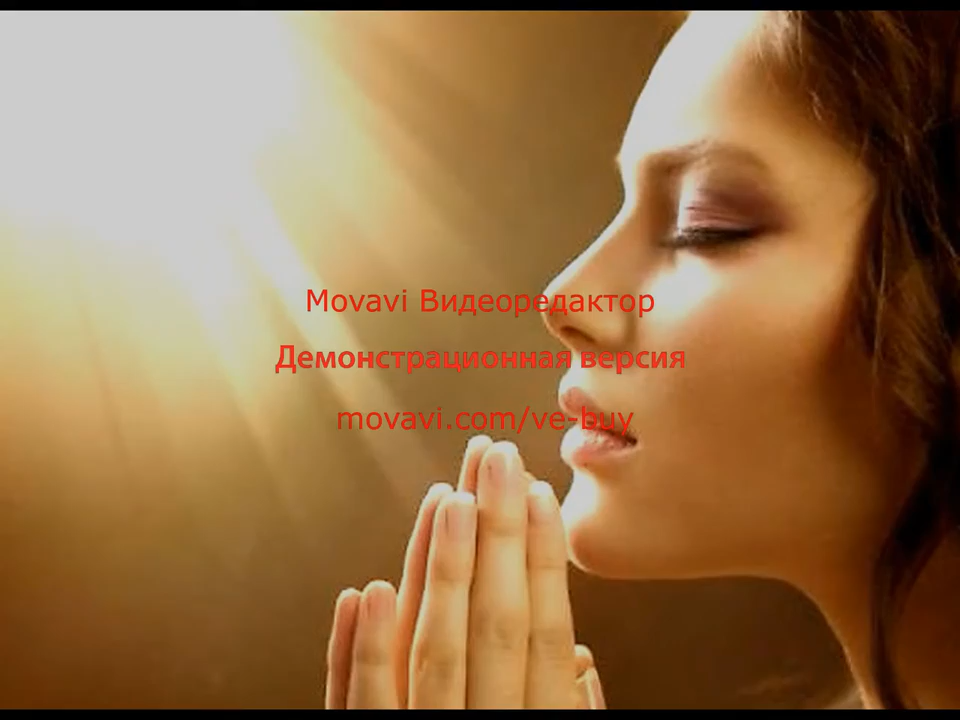 Movavi Видеоредактор
Демонстрационная версия
movavi.com/ve-buy